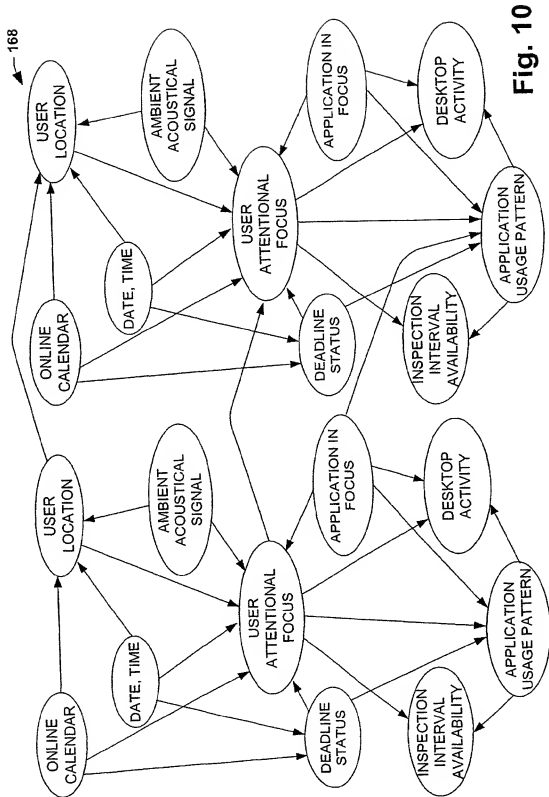 168
ONLINE
CALENDAR
USER
LOCATION
DATE, TIME
AMBIENT
ACOUSTICAL
SIGNAL
DEADLINE
STATUS
USER
ATTENTIONAL
FOCUS
APPLICATION IN
FOCUS
INSPECTION
INTERVAL
AVAILABILITY
DESKTOP
ACTIVITY
APPLICATION
USAGE PATTERN
ONLINE
CALENDAR
USER
LOCATION
DATE, TIME
AMBIENT
ACOUSTICAL
SIGNAL
DEADLINE
STATUS
USER
ATTENTIONAL
FOCUS
APPLICATION IN
FOCUS
INSPECTION
INTERVAL
AVAILABILITY
DESKTOP
ACTIVITY
APPLICATION
USAGE PATTERN
Fig. 10